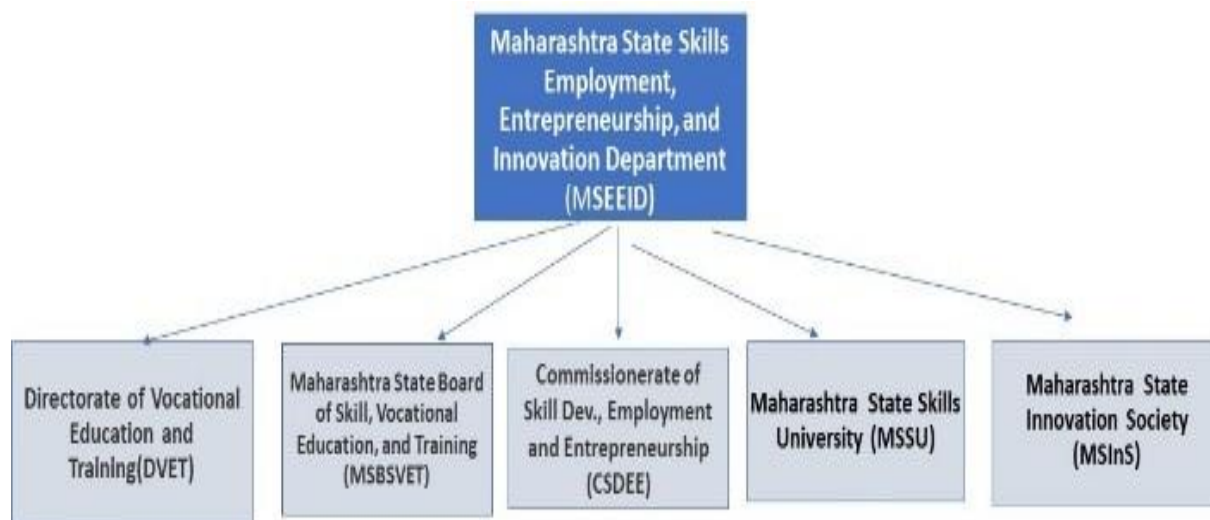 Maharashtra State Skills
Employment,
Entrepreneurship, and
Innovation Department
(MSEEID)
Directorate of Vocational
Education and
Training(DVET)
Maharashtra State Board
of Skill, Vocational
Education, and Training
(MSBSVET)
Commissionerate of
Skill Dev., Employment
and Entrepreneurship
(CSDEE)
Maharashtra State Skills
University (MSSU)
Maharashtra State
Innovation Society
(MSInS)